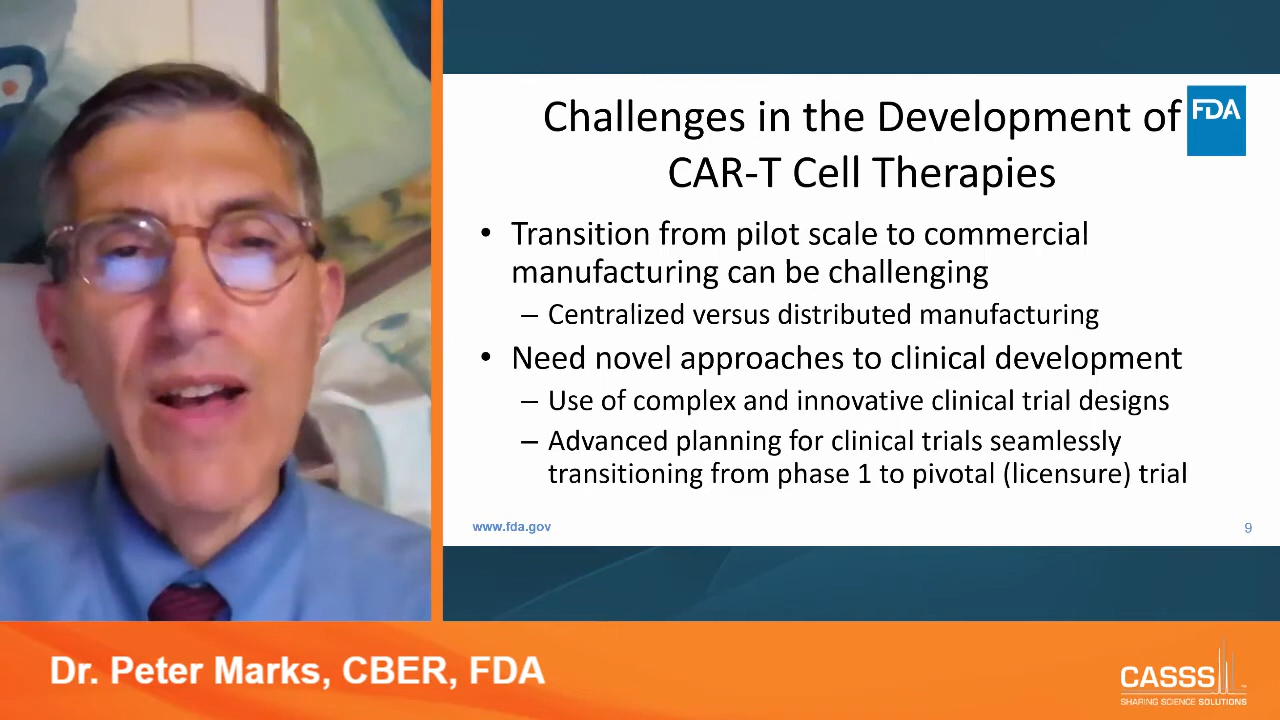 Challenges in the Development of
CAR-T Cell Therapies
FDA
• Transition from pilot scale to commercial
manufacturing can be challenging
– Centralized versus distributed manufacturing
• Need novel approaches to clinical development
– Use of complex and innovative clinical trial designs
– Advanced planning for clinical trials seamlessly
transitioning from phase 1 to pivotal (licensure) trial
www.fda.gov
9
Dr. Peter Marks, CBER, FDA
CASSS
SHARING SCIENCE SOLUTIONS